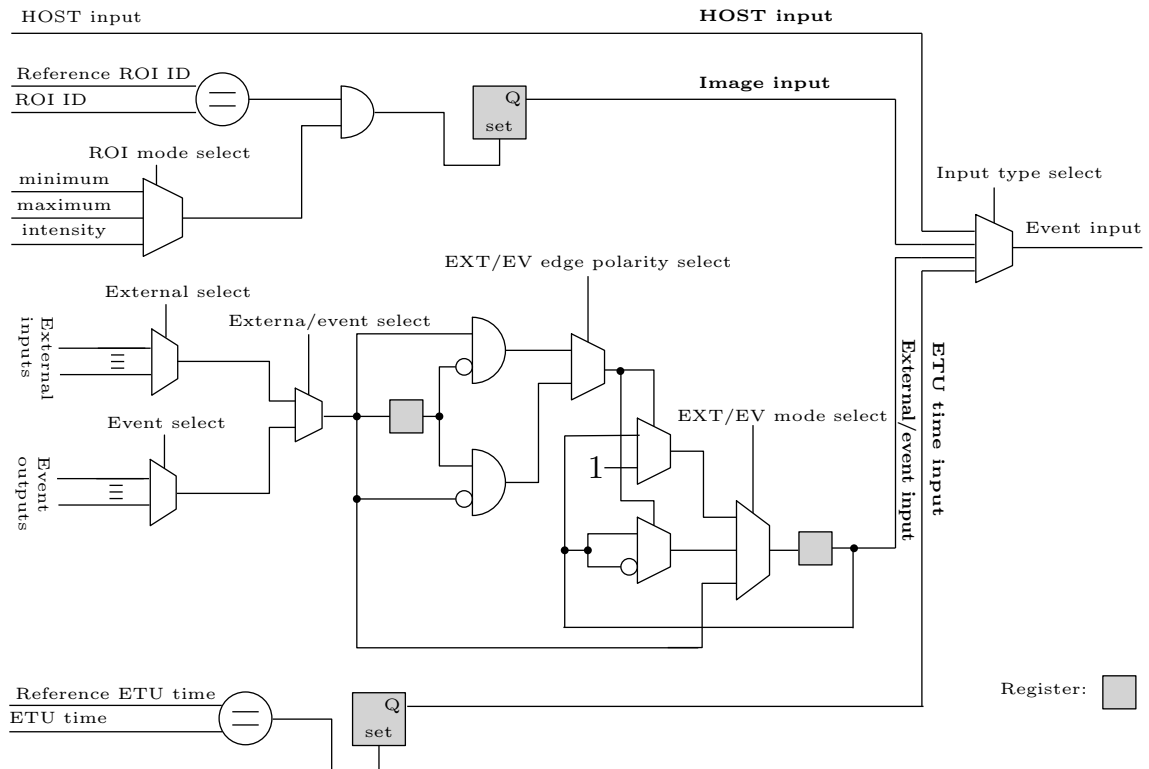 HOST input
HOST input
Reference ROI ID
ROI ID
Q
set
Image input
ROI mode select
minimum
maximum
intensity
Input type select
Event input
EXT/EV edge polarity select
External select
Externa/event select
External
inputs
Event select
Event
outputs
EXT/EV mode select
1
External/event input
ETU time input
Reference ETU time
ETU time
Q
set
Register: